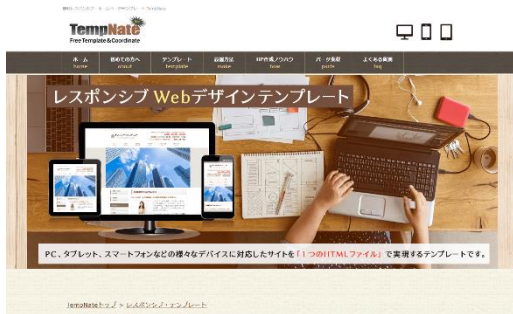 TempNate
Free Template&Coordinate
ホーム 初めての方へ テンプレート 設置方法 HP作成ノウハウ パーツ素材 よくある質問
home about template make how parts faq
レスポンシブ Webデザインテンプレート
PC、タブレット、スマートフォンなどの様々なデバイスに対応したサイトを「1つのHTMLファイル」で実現するテンプレートです。
TempNateトップ > レスポンシブ・テンプレート